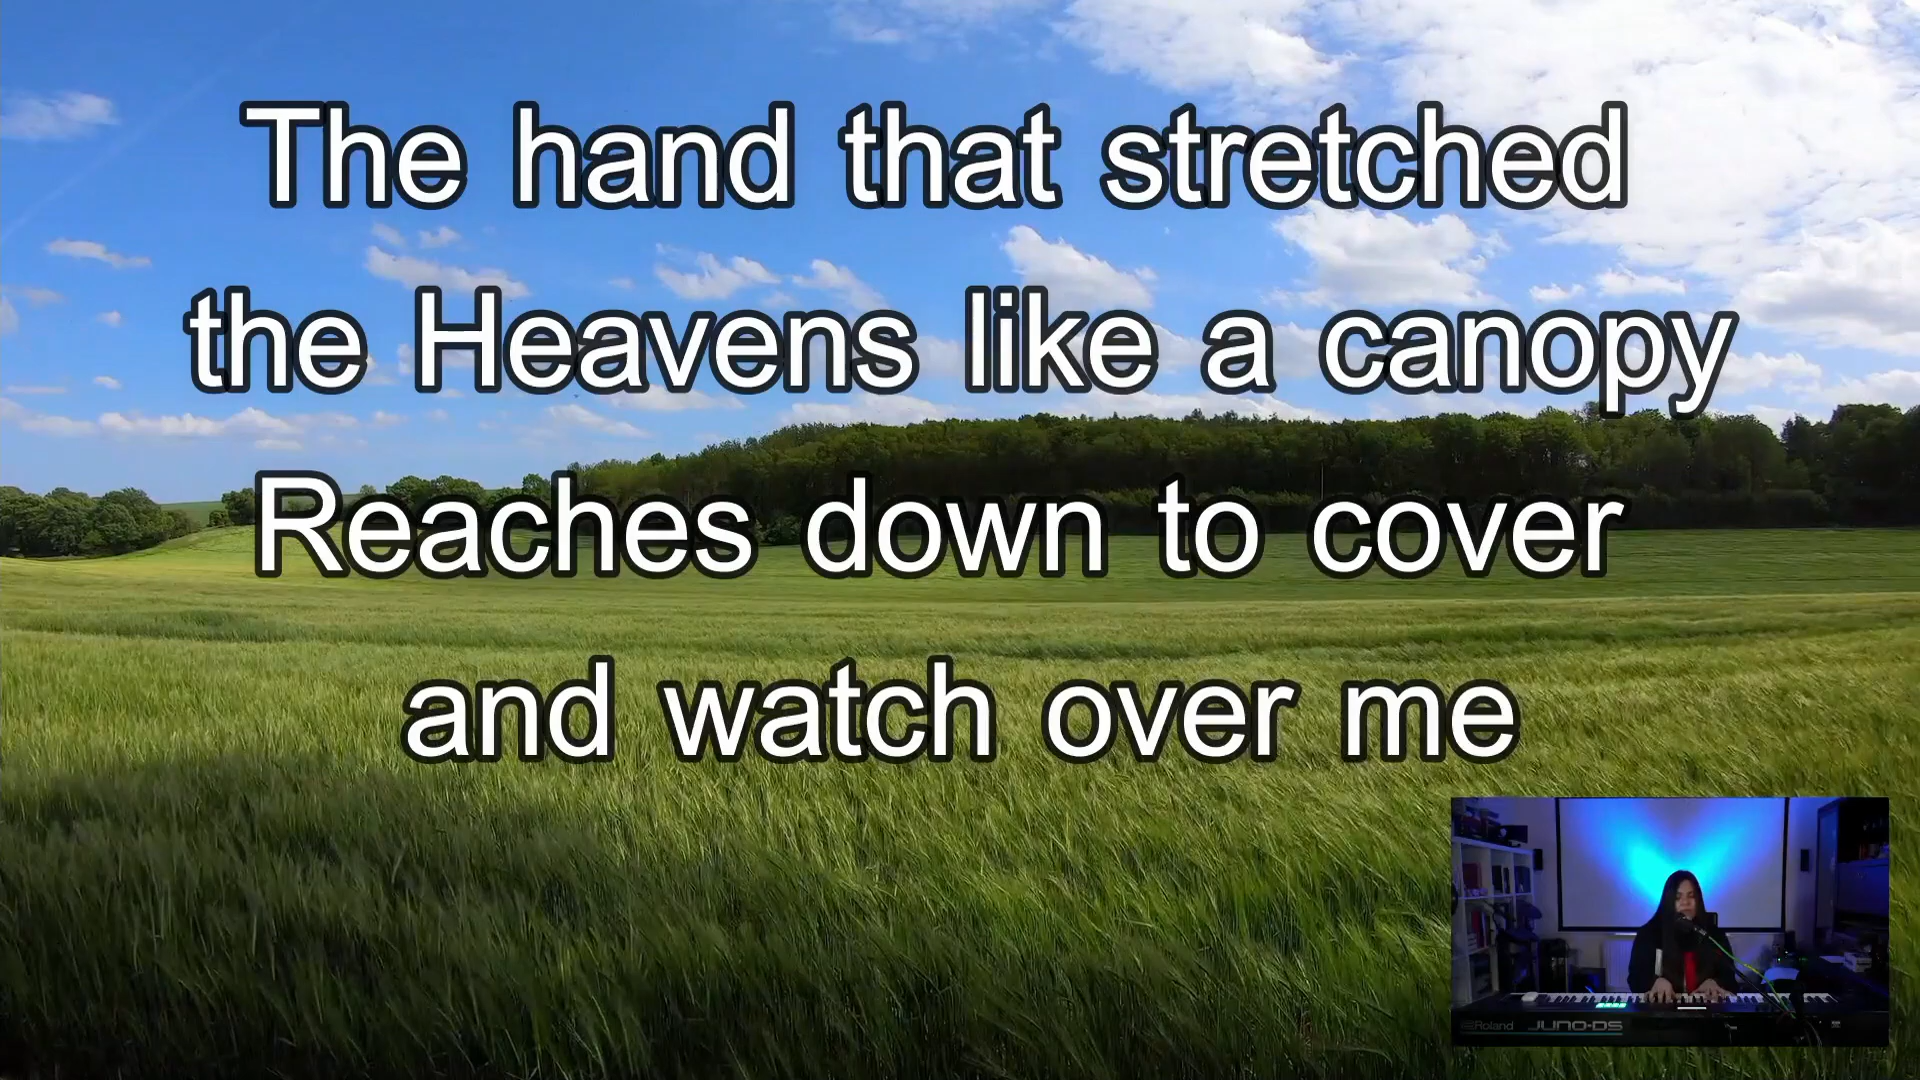 The hand that stretched
the Heavens like a canopy
Reaches down to cover
and watch over me
Roland JUNO-DS